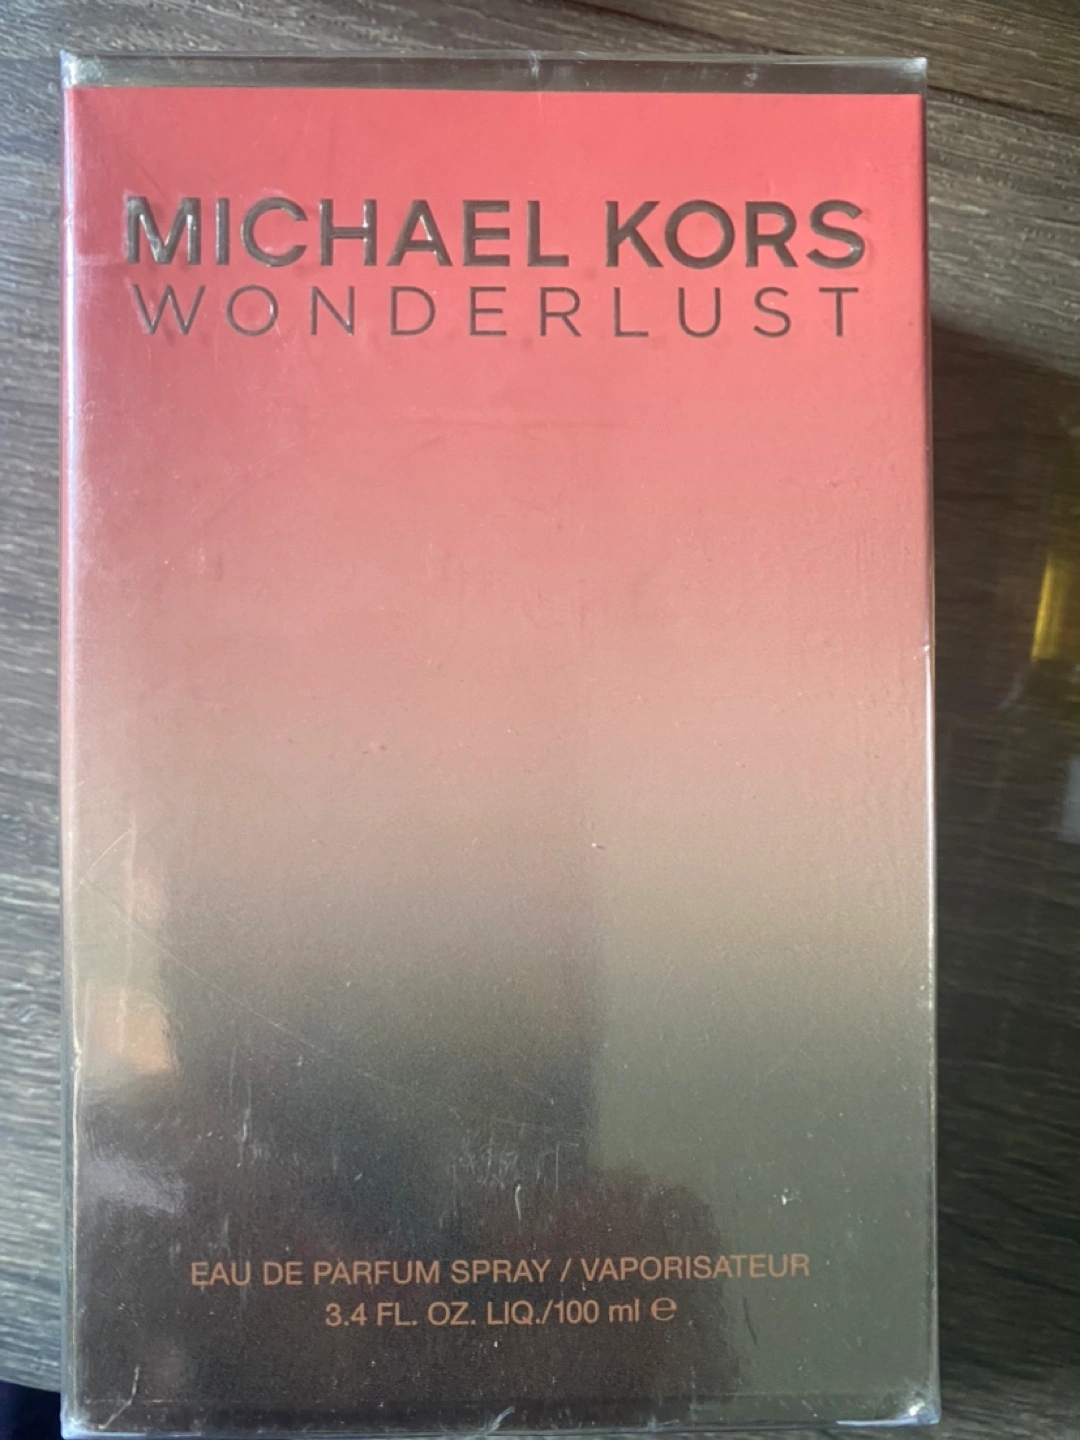 MICHAEL KORS
WONDERLUST
EAU DE PARFUM SPRAY / VAPORISATEUR
3.4 FL. OZ. LIQ./100 ml ℮